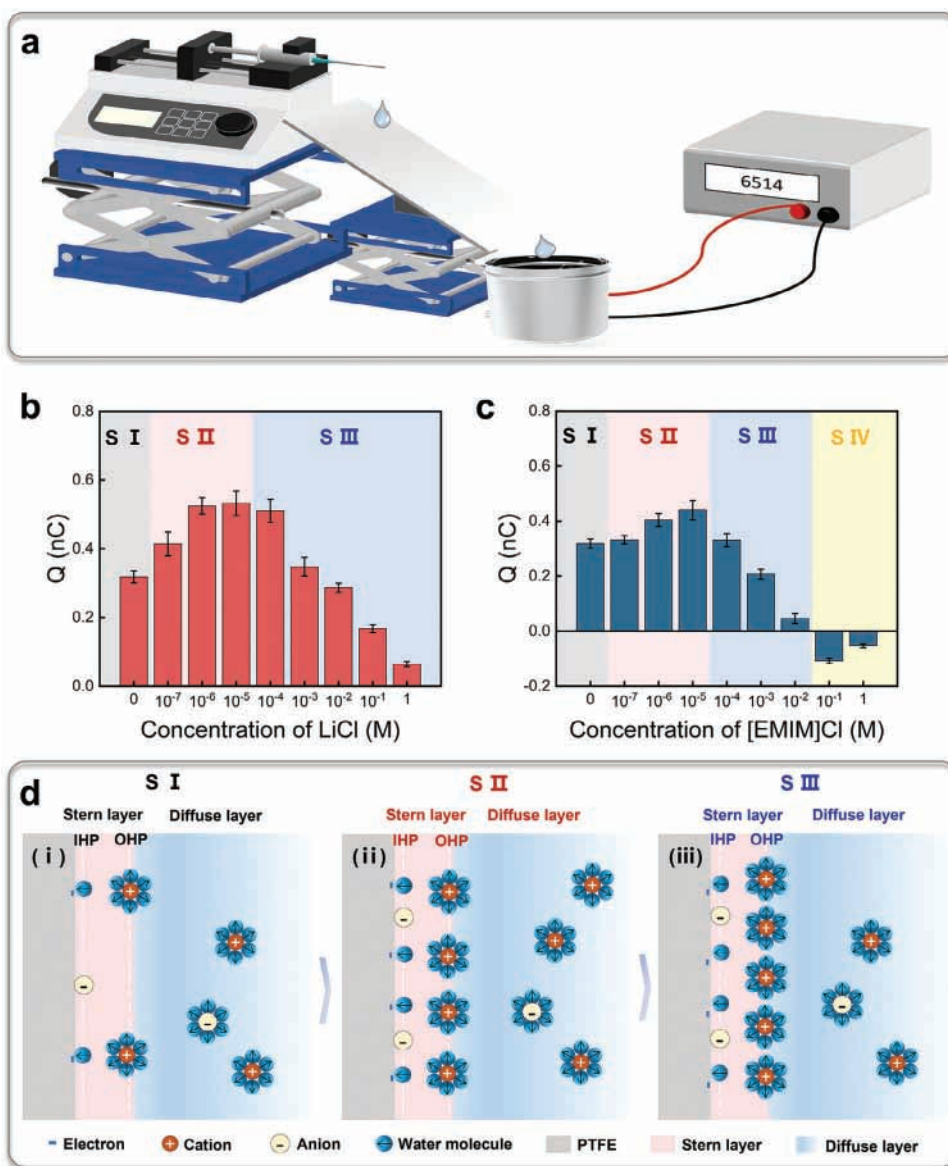 a
6514
b
0.8
0.6
0.4
0.2
0.0
Q (nC)
S I
S II
S III
0 10⁻⁷ 10⁻⁶ 10⁻⁵ 10⁻⁴ 10⁻³ 10⁻² 10⁻¹ 1
Concentration of LiCl (M)
c
0.8
0.6
0.4
0.2
0.0
-0.2
Q (nC)
S I
S II
S III
S IV
0 10⁻⁷ 10⁻⁶ 10⁻⁵ 10⁻⁴ 10⁻³ 10⁻² 10⁻¹ 1
Concentration of [EMIM]Cl (M)
d
S I
Stern layer Diffuse layer
IHP OHP
(i)
S II
Stern layer Diffuse layer
IHP OHP
(ii)
S III
Stern layer Diffuse layer
IHP OHP
(iii)
Electron Cation Anion Water molecule PTFE Stern layer Diffuse layer